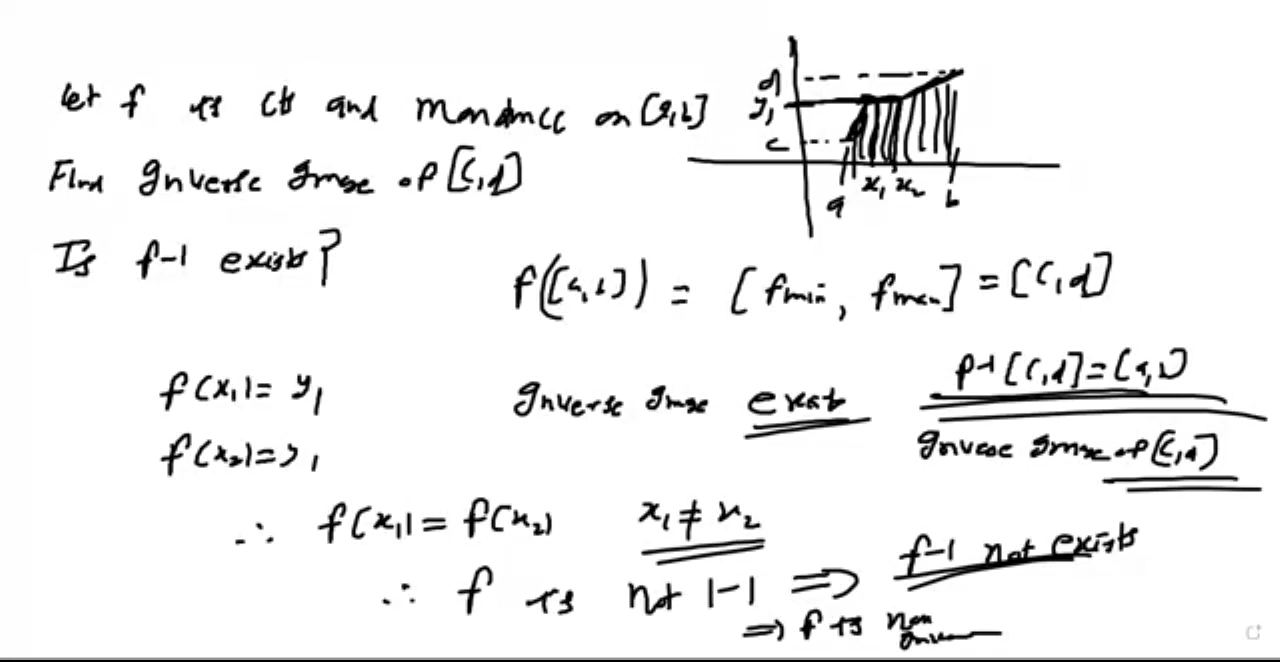 let f is cts and monotonic on [a,b]
Find Inverse Image of [c,d]
Is f-1 exists?
d
y1
c
a x1 x2 b
f([a,b]) = [fmin, fmax] = [c,d]
f(x1) = y1
f(x2) = y1
Inverse Image exists
f-1[c,d] = [a,b]
Inverse Image of [c,d]
∴ f(x1) = f(x2) x1 ≠ x2
∴ f is not 1-1 ⇒ f-1 not exists
⇒ f is non